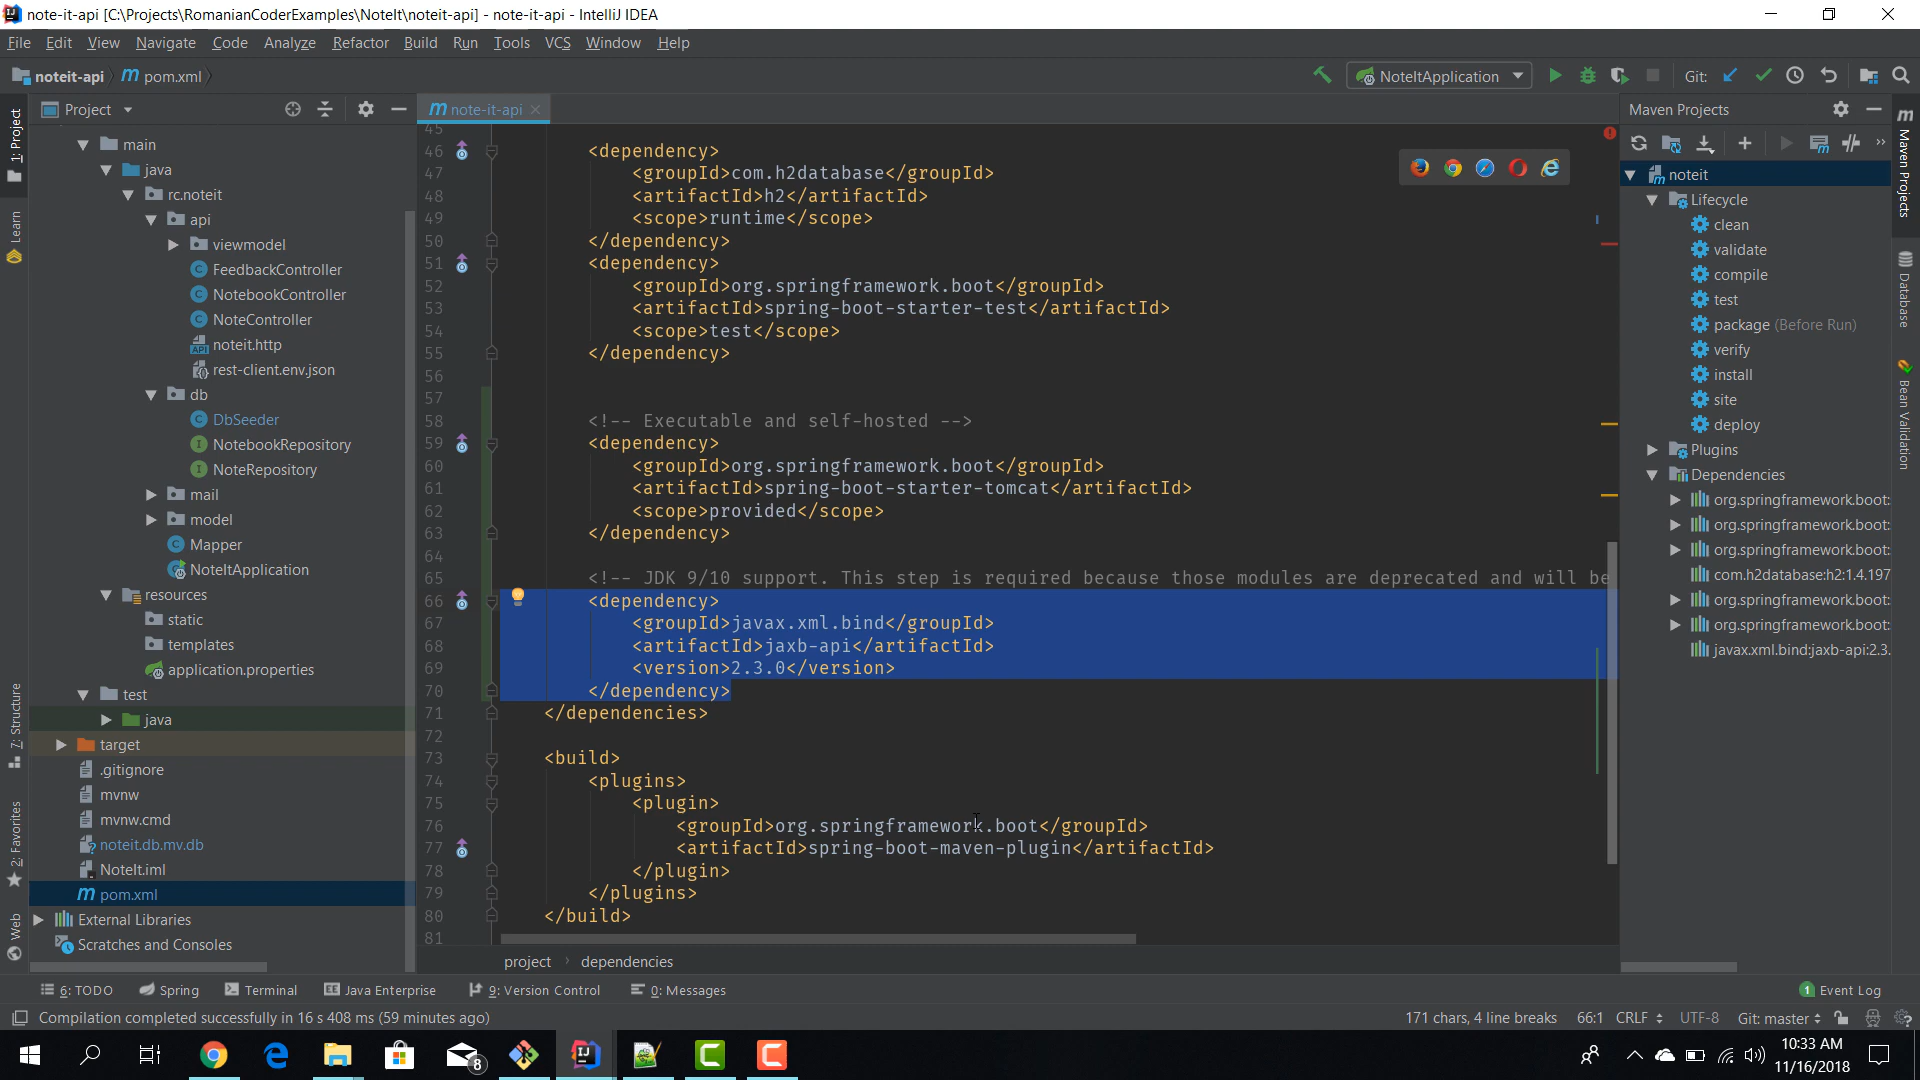 note-it-api [C:\Projects\RomanianCoderExamples\NoteIt\noteit-api] - note-it-api - IntelliJ IDEA
File Edit View Navigate Code Analyze Refactor Build Run Tools VCS Window Help
noteit-api pom.xml NoteItApplication Git:
Project
1: Project
Learn
7: Structure
2: Favorites
Web
main
java
rc.noteit
api
viewmodel
FeedbackController
NotebookController
NoteController
noteit.http
rest-client.env.json
db
DbSeeder
NotebookRepository
NoteRepository
mail
model
Mapper
NoteItApplication
resources
static
templates
application.properties
test
java
target
.gitignore
mvnw
mvnw.cmd
noteit.db.mv.db
NoteIt.iml
pom.xml
External Libraries
Scratches and Consoles
note-it-api
45
46 <dependency>
47 <groupId>com.h2database</groupId>
48 <artifactId>h2</artifactId>
49 <scope>runtime</scope>
50 </dependency>
51 <dependency>
52 <groupId>org.springframework.boot</groupId>
53 <artifactId>spring-boot-starter-test</artifactId>
54 <scope>test</scope>
55 </dependency>
56
57
58 <!-- Executable and self-hosted -->
59 <dependency>
60 <groupId>org.springframework.boot</groupId>
61 <artifactId>spring-boot-starter-tomcat</artifactId>
62 <scope>provided</scope>
63 </dependency>
64
65 <!-- JDK 9/10 support. This step is required because those modules are deprecated and will be
66 <dependency>
67 <groupId>javax.xml.bind</groupId>
68 <artifactId>jaxb-api</artifactId>
69 <version>2.3.0</version>
70 </dependency>
71 </dependencies>
72
73 <build>
74 <plugins>
75 <plugin>
76 <groupId>org.springframework.boot</groupId>
77 <artifactId>spring-boot-maven-plugin</artifactId>
78 </plugin>
79 </plugins>
80 </build>
81
project › dependencies
Maven Projects
noteit
Lifecycle
clean
validate
compile
test
package (Before Run)
verify
install
site
deploy
Plugins
Dependencies
org.springframework.boot:
org.springframework.boot:
org.springframework.boot:
com.h2database:h2:1.4.197
org.springframework.boot:
org.springframework.boot:
javax.xml.bind:jaxb-api:2.3.
Maven Projects
Database
Bean Validation
6: TODO Spring Terminal Java Enterprise 9: Version Control 0: Messages 1 Event Log
Compilation completed successfully in 16 s 408 ms (59 minutes ago) 171 chars, 4 line breaks 66:1 CRLF UTF-8 Git: master
8
10:33 AM
11/16/2018